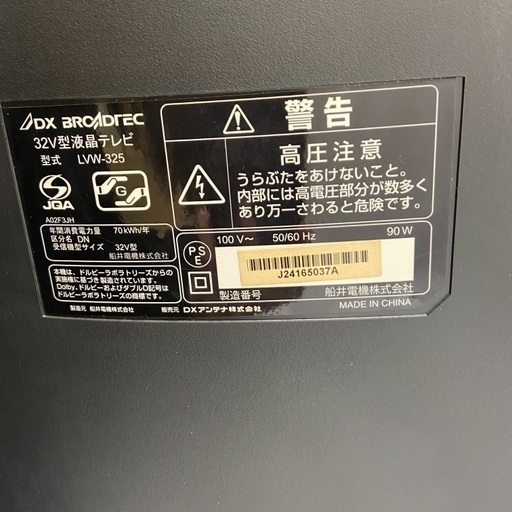 DX BROADTEC
32V型液晶テレビ
型式 LVW-325
JQA
G
A02F3JH
年間消費電力量 70kWh/年
区分名 DN
受信機型サイズ 32V型
船井電機株式会社
本機は、ドルビーラボラトリーズからの
実施権に基づき製造されています。
Dolby、ドルビーおよびダブルD記号は
ドルビーラボラトリーズの商標です。
製造元 船井電機株式会社 販売元 DXアンテナ株式会社
警告
高圧注意
うらぶたをあけないこと。
内部には高電圧部分が数多く
あり万一さわると危険です。
PSE
100 V～ 50/60 Hz 90 W
J24165037A
製造番号
船井電機株式会社
MADE IN CHINA